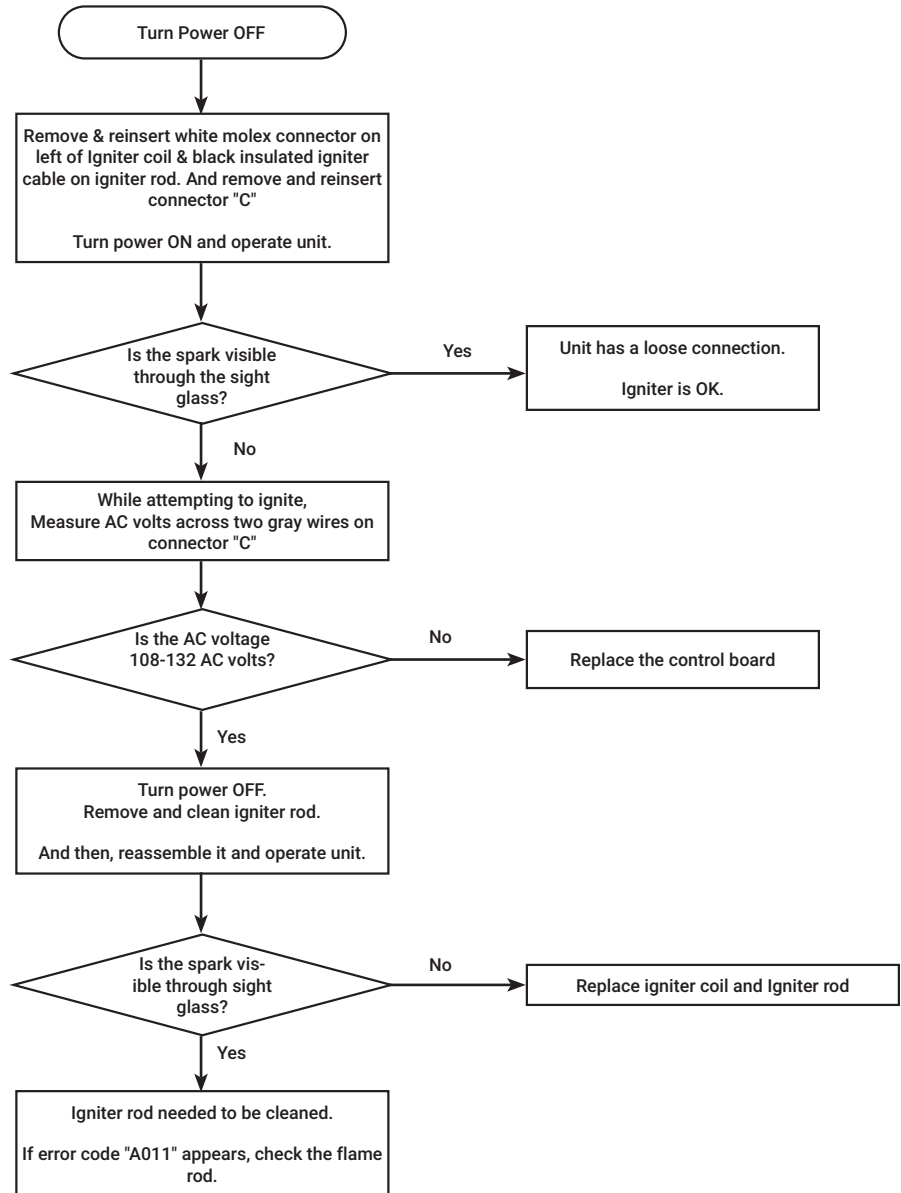 Turn Power OFF
Remove & reinsert white molex connector on
left of Igniter coil & black insulated igniter
cable on igniter rod. And remove and reinsert
connector "C"
Turn power ON and operate unit.
Is the spark visible
through the sight
glass?
Yes
Unit has a loose connection.
Igniter is OK.
No
While attempting to ignite,
Measure AC volts across two gray wires on
connector "C"
Is the AC voltage
108-132 AC volts?
No
Replace the control board
Yes
Turn power OFF.
Remove and clean igniter rod.
And then, reassemble it and operate unit.
Is the spark vis-
ible through sight
glass?
No
Replace igniter coil and Igniter rod
Yes
Igniter rod needed to be cleaned.
If error code "A011" appears, check the flame
rod.